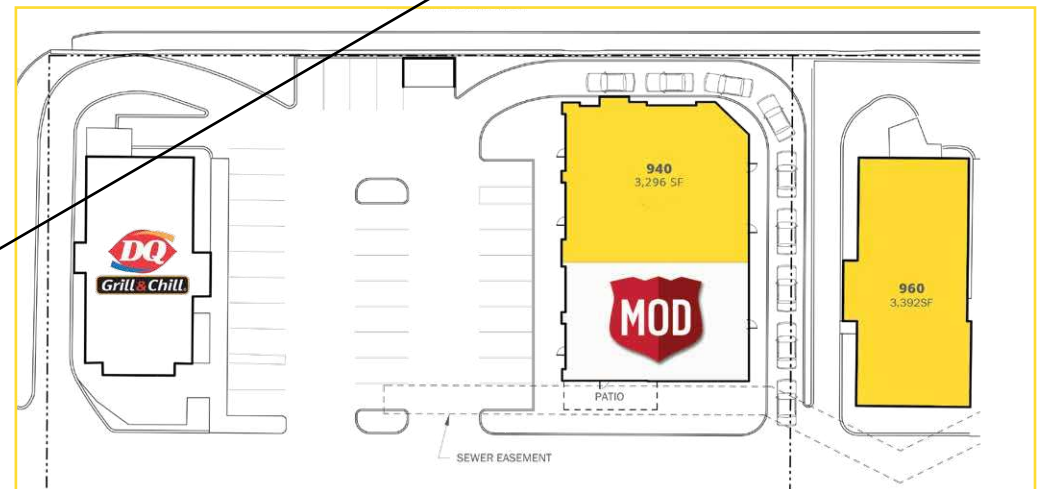 940
3,296 SF
DQ
Grill & Chill.
MOD
960
3,392SF
PATIO
SEWER EASEMENT